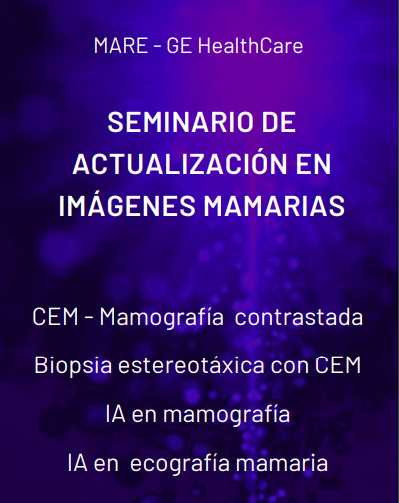 MARE - GE HealthCare
SEMINARIO DE
ACTUALIZACIÓN EN
IMÁGENES MAMARIAS
CEM - Mamografía contrastada
Biopsia estereotáxica con CEM
IA en mamografía
IA en ecografía mamaria